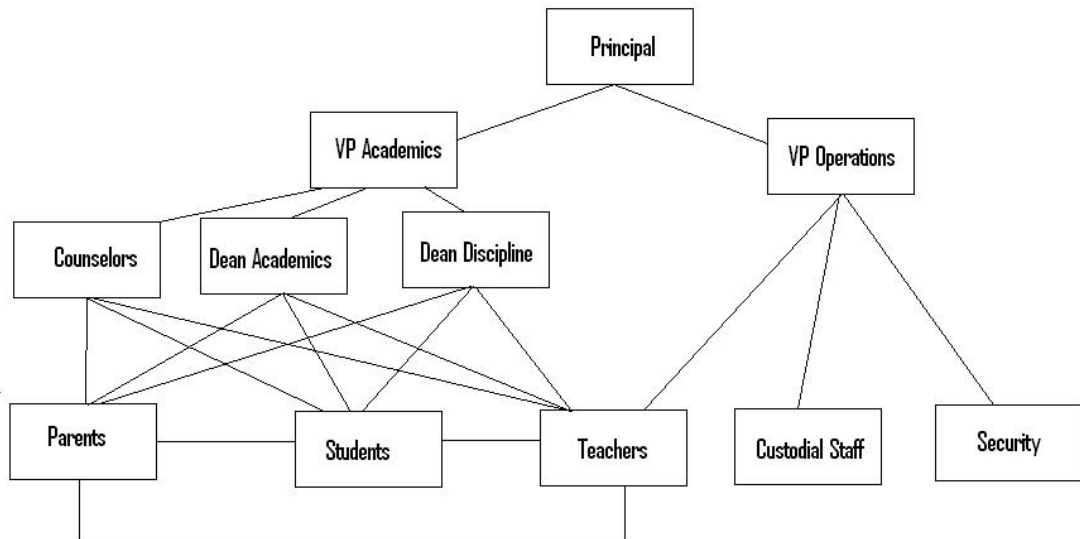 Principal
VP Academics
VP Operations
Counselors
Dean Academics
Dean Discipline
Parents
Students
Teachers
Custodial Staff
Security